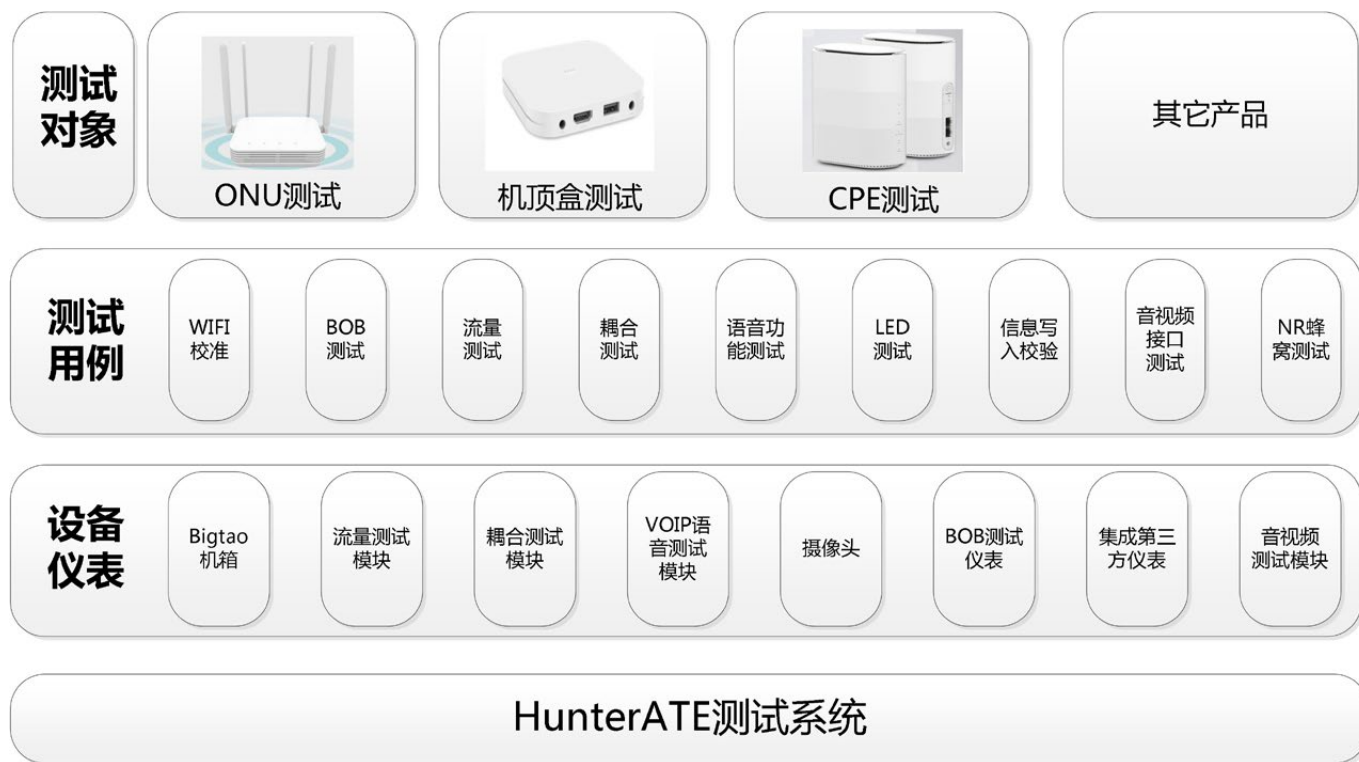 测试
对象
ONU测试
机顶盒测试
CPE测试
其它产品
测试
用例
WIFI
校准
BOB
测试
流量
测试
耦合
测试
语音功
能测试
LED
测试
信息写
入校验
音视频
接口
测试
NR蜂
窝测试
设备
仪表
Bigtao
机箱
流量测试
模块
耦合测试
模块
VOIP语
音测试
模块
摄像头
BOB测试
仪表
集成第三
方仪表
音视频
测试模块
HunterATE测试系统